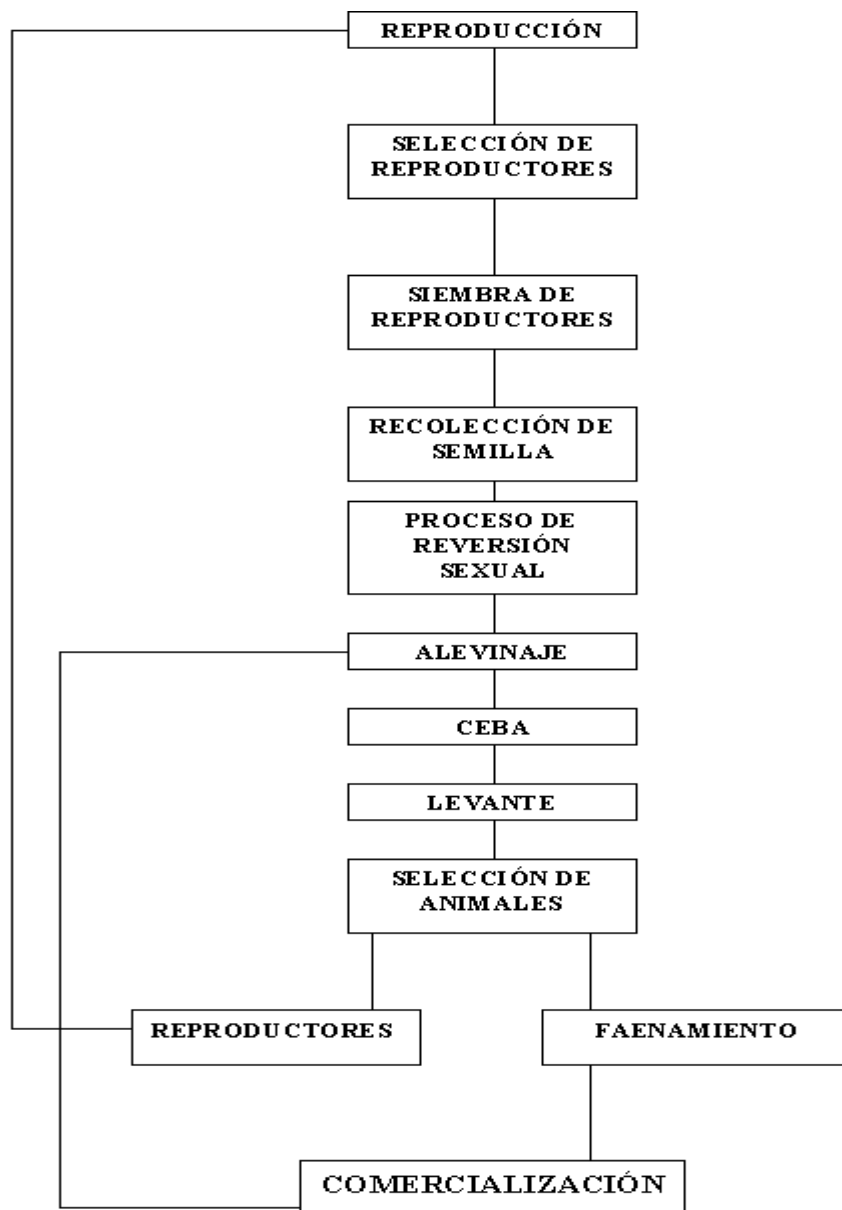 REPRODUCCIÓN
SELECCIÓN DE
REPRODUCTORES
SIEMBRA DE
REPRODUCTORES
RECOLECCIÓN DE
SEMILLA
PROCESO DE
REVERSIÓN
SEXUAL
ALEVINAJE
CEBA
LEVANTE
SELECCIÓN DE
ANIMALES
REPRODUCTORES
FAENAMIENTO
COMERCIALIZACIÓN